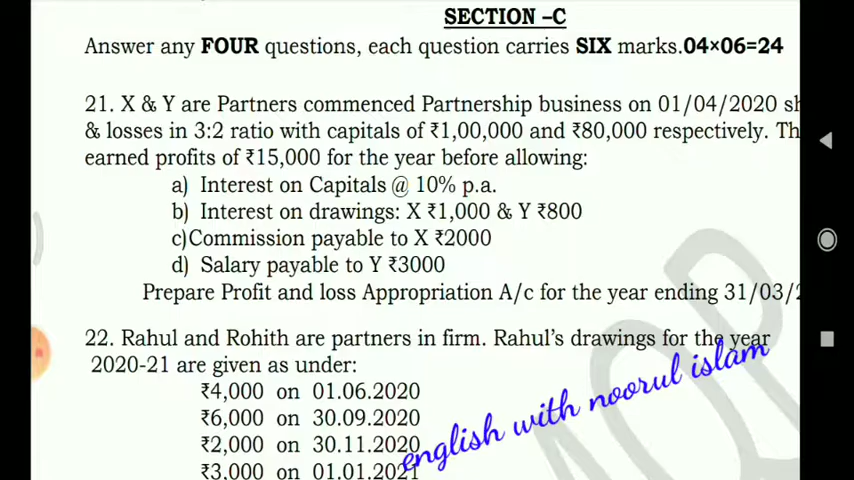 SECTION –C
Answer any FOUR questions, each question carries SIX marks.04×06=24
21. X & Y are Partners commenced Partnership business on 01/04/2020
& losses in 3:2 ratio with capitals of ₹1,00,000 and ₹80,000 respectively.
earned profits of ₹15,000 for the year before allowing:
a) Interest on Capitals @ 10% p.a.
b) Interest on drawings: X ₹1,000 & Y ₹800
c)Commission payable to X ₹2000
d) Salary payable to Y ₹3000
Prepare Profit and loss Appropriation A/c for the year ending 31/03/
22. Rahul and Rohith are partners in firm. Rahul's drawings for the year
2020-21 are given as under:
₹4,000 on 01.06.2020
₹6,000 on 30.09.2020
₹2,000 on 30.11.2020
₹3,000 on 01.01.2021
english with noorul islam